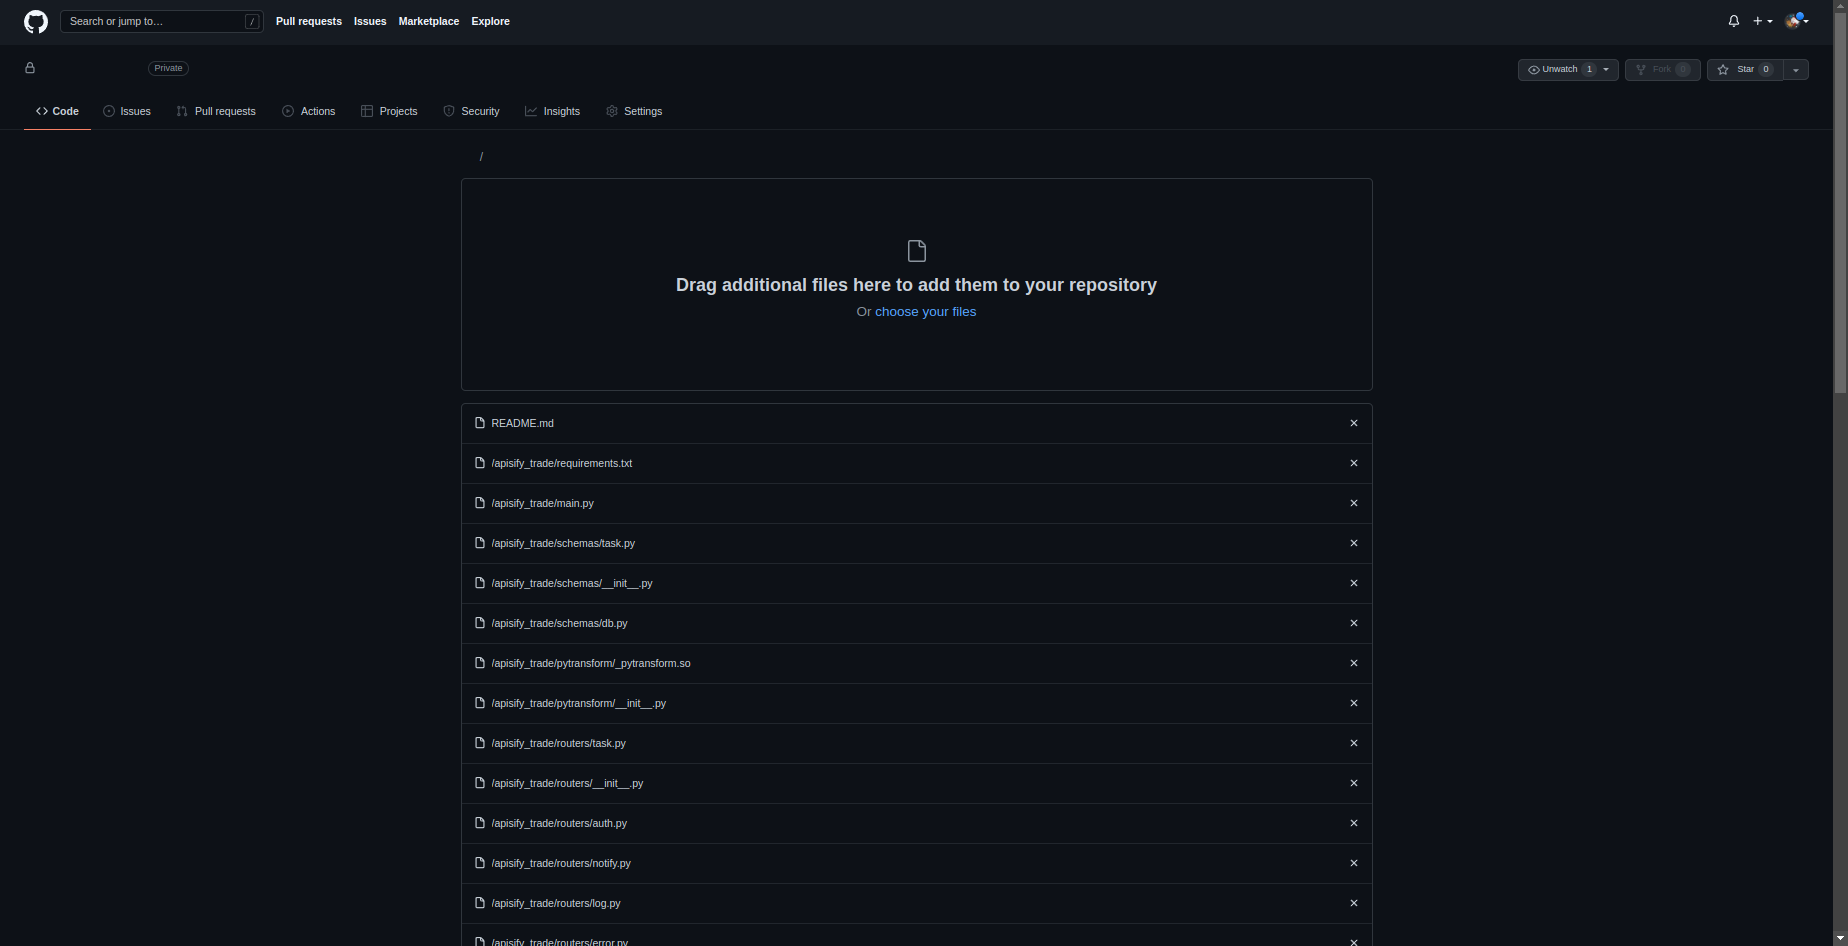 Search or jump to… /
Pull requests Issues Marketplace Explore
Private
Unwatch 1 Fork 0 Star 0
Code Issues Pull requests Actions Projects Security Insights Settings
/
Drag additional files here to add them to your repository
Or choose your files
README.md
/apisify_trade/requirements.txt
/apisify_trade/main.py
/apisify_trade/schemas/task.py
/apisify_trade/schemas/__init__.py
/apisify_trade/schemas/db.py
/apisify_trade/pytransform/_pytransform.so
/apisify_trade/pytransform/__init__.py
/apisify_trade/routers/task.py
/apisify_trade/routers/__init__.py
/apisify_trade/routers/auth.py
/apisify_trade/routers/notify.py
/apisify_trade/routers/log.py
/apisify_trade/routers/error.py